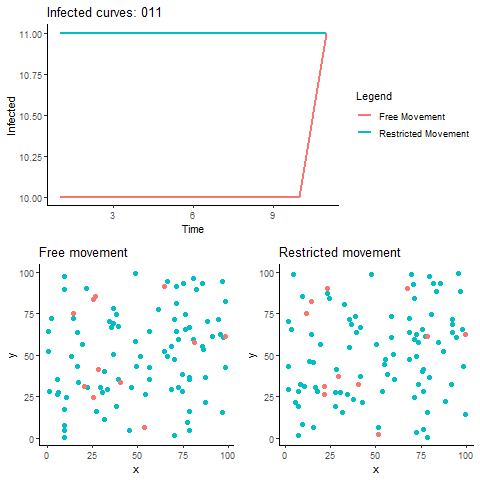 Infected curves: 011
11.00
10.75
10.50
10.25
10.00
Infected
3 6 9
Time
Legend
Free Movement
Restricted Movement
Free movement
100
75
50
25
0
y
0 25 50 75 100
x
Restricted movement
100
75
50
25
0
y
0 25 50 75 100
x